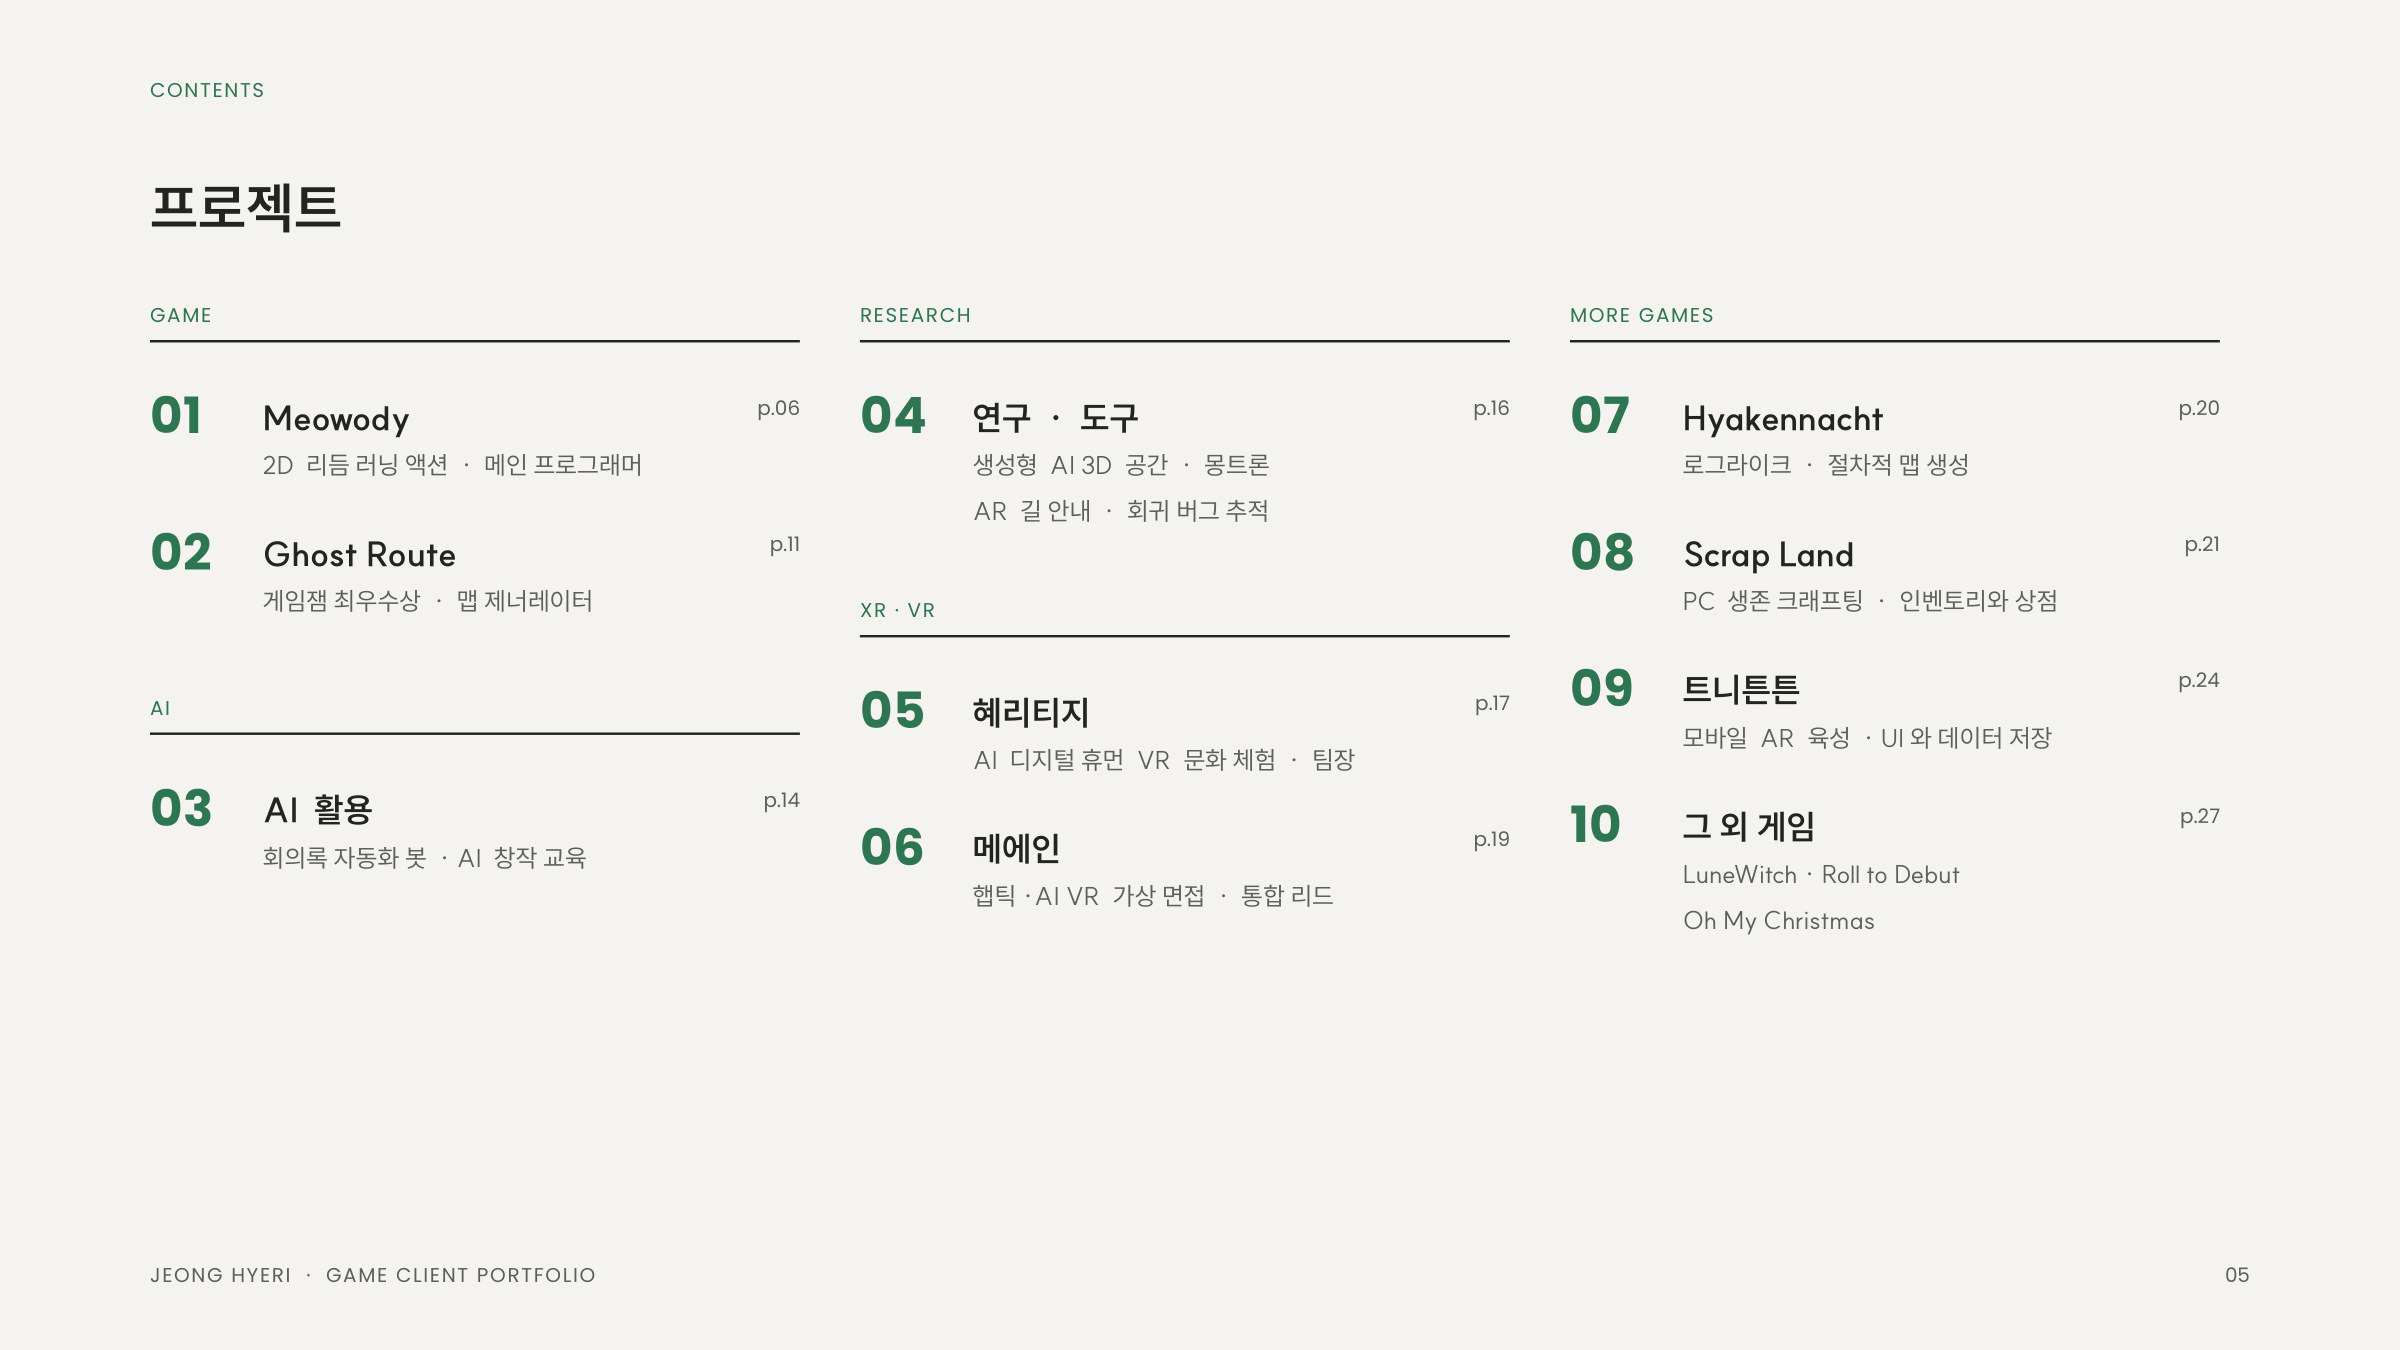 CONTENTS
프로젝트
GAME
01 Meowody p.06
2D 리듬 러닝 액션 · 메인 프로그래머
02 Ghost Route p.11
게임잼 최우수상 · 맵 제너레이터
AI
03 AI 활용 p.14
회의록 자동화 봇 · AI 창작 교육
RESEARCH
04 연구 · 도구 p.16
생성형 AI 3D 공간 · 몽트론
AR 길 안내 · 회귀 버그 추적
XR · VR
05 혜리티지 p.17
AI 디지털 휴먼 VR 문화 체험 · 팀장
06 메에인 p.19
햅틱 · AI VR 가상 면접 · 통합 리드
MORE GAMES
07 Hyakennacht p.20
로그라이크 · 절차적 맵 생성
08 Scrap Land p.21
PC 생존 크래프팅 · 인벤토리와 상점
09 트니튼튼 p.24
모바일 AR 육성 · UI 와 데이터 저장
10 그 외 게임 p.27
LuneWitch · Roll to Debut
Oh My Christmas
JEONG HYERI · GAME CLIENT PORTFOLIO
05